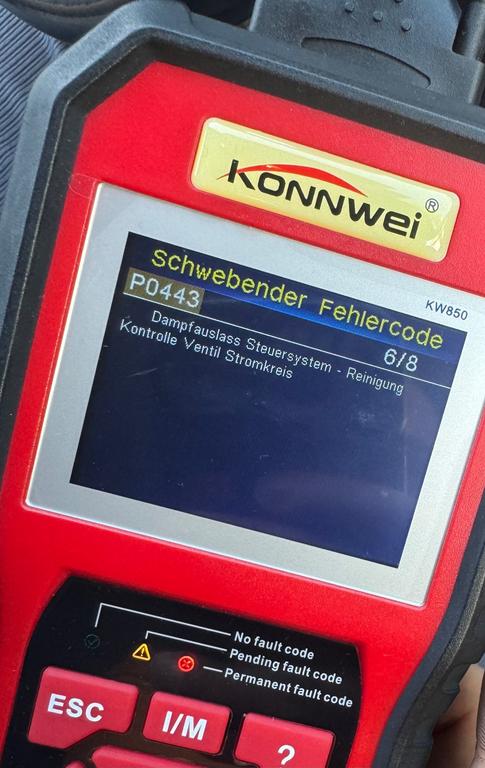 KONNWEI®
KW850
Schwebender Fehlercode
P0443
6/8
Dampfauslass Steuersystem - Reinigung
Kontrolle Ventil Stromkreis
No fault code
Pending fault code
Permanent fault code
ESC
I/M
?